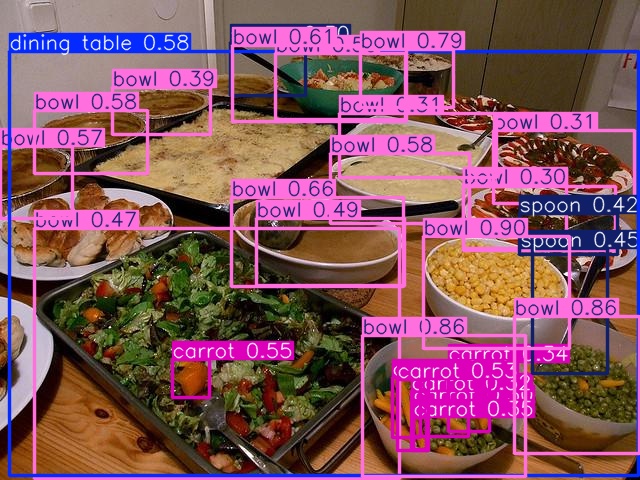 dining table 0.58
bowl 0.61
bowl 0.79
bowl 0.39
bowl 0.58
bowl 0.31
bowl 0.31
bowl 0.57
bowl 0.58
bowl 0.30
bowl 0.66
spoon 0.42
bowl 0.49
bowl 0.47
bowl 0.90
spoon 0.45
bowl 0.86
bowl 0.86
carrot 0.55
carrot
carrot 0.53
carrot
carrot 0.35